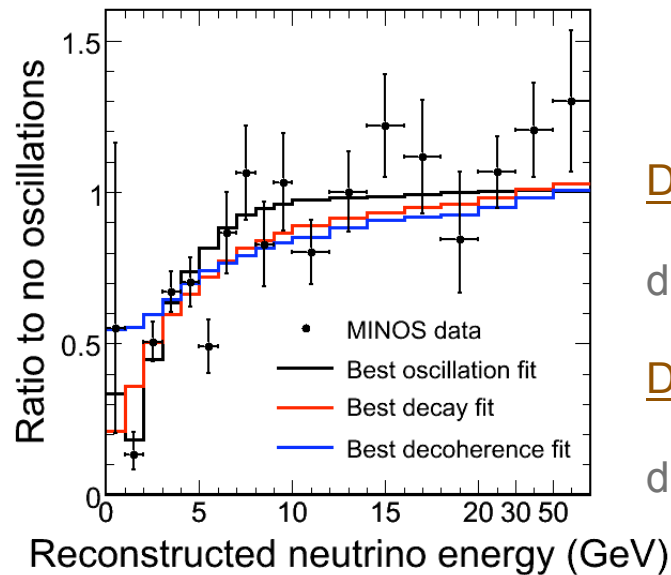 Ratio to no oscillations
1.5
1
0.5
0
MINOS data
Best oscillation fit
Best decay fit
Best decoherence fit
0 5 10 15 20 30 50
Reconstructed neutrino energy (GeV)
D
d
D
d